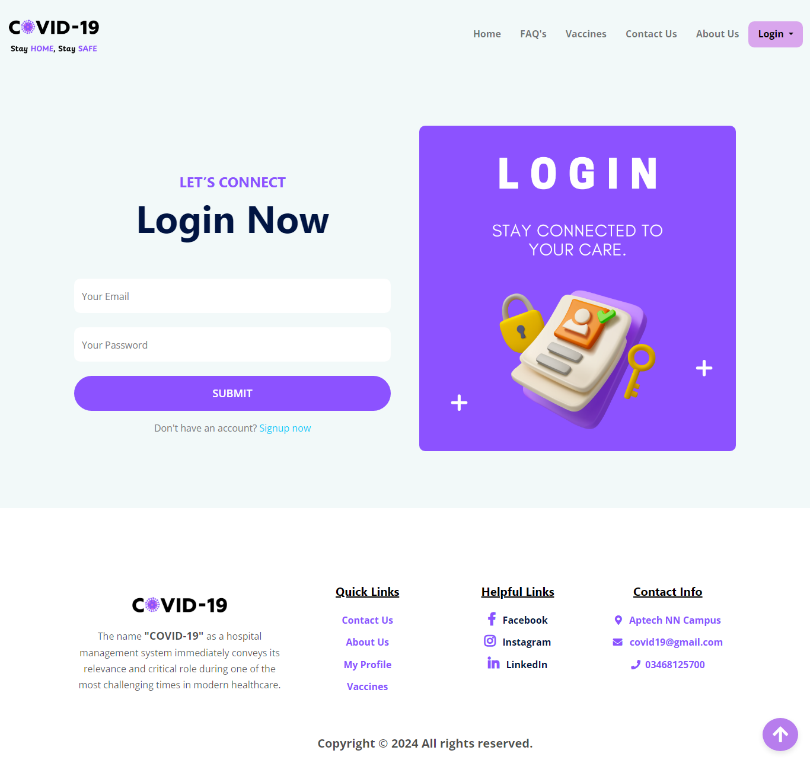 COVID-19
Stay HOME, Stay SAFE
Home FAQ's Vaccines Contact Us About Us Login
LET'S CONNECT
Login Now
Your Email
Your Password
SUBMIT
Don't have an account? Signup now
LOGIN
STAY CONNECTED TO
YOUR CARE.
COVID-19
The name "COVID-19" as a hospital
management system immediately conveys its
relevance and critical role during one of the
most challenging times in modern healthcare.
Quick Links
Contact Us
About Us
My Profile
Vaccines
Helpful Links
Facebook
Instagram
LinkedIn
Contact Info
Aptech NN Campus
covid19@gmail.com
03468125700
Copyright © 2024 All rights reserved.